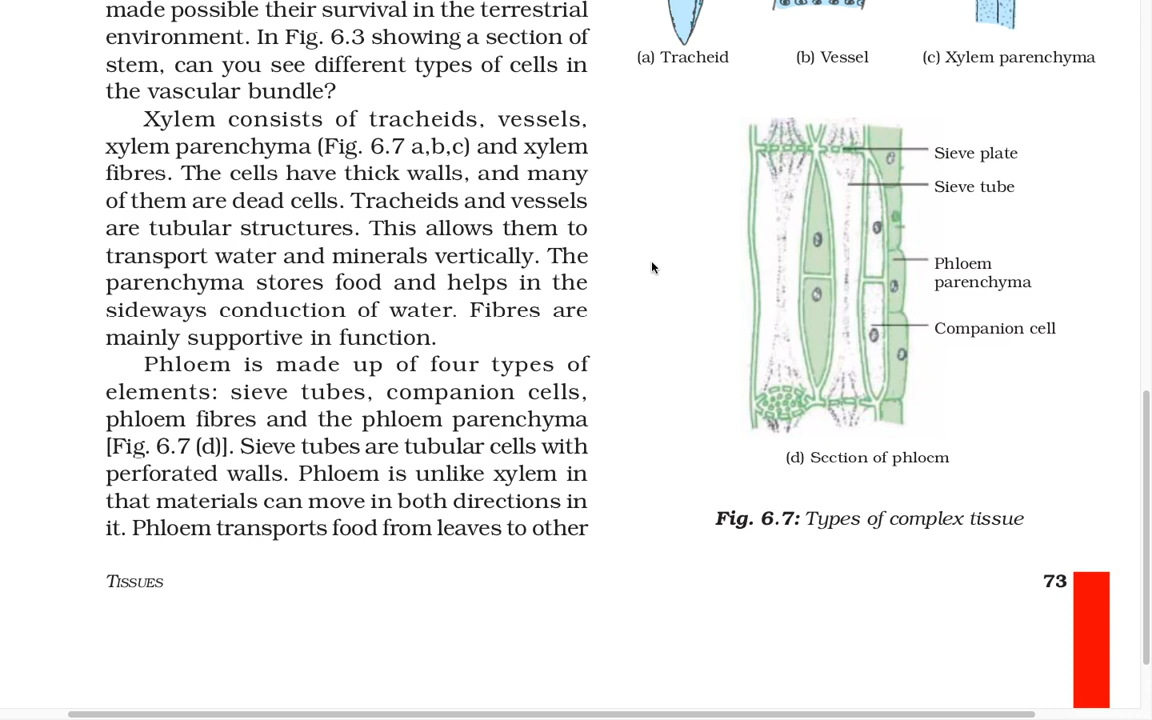 made possible their survival in the terrestrial
environment. In Fig. 6.3 showing a section of
stem, can you see different types of cells in
the vascular bundle?
Xylem consists of tracheids, vessels,
xylem parenchyma (Fig. 6.7 a,b,c) and xylem
fibres. The cells have thick walls, and many
of them are dead cells. Tracheids and vessels
are tubular structures. This allows them to
transport water and minerals vertically. The
parenchyma stores food and helps in the
sideways conduction of water. Fibres are
mainly supportive in function.
Phloem is made up of four types of
elements: sieve tubes, companion cells,
phloem fibres and the phloem parenchyma
[Fig. 6.7 (d)]. Sieve tubes are tubular cells with
perforated walls. Phloem is unlike xylem in
that materials can move in both directions in
it. Phloem transports food from leaves to other
(a) Tracheid
(b) Vessel
(c) Xylem parenchyma
Sieve plate
Sieve tube
Phloem
parenchyma
Companion cell
(d) Section of phloem
Fig. 6.7: Types of complex tissue
TISSUES
73